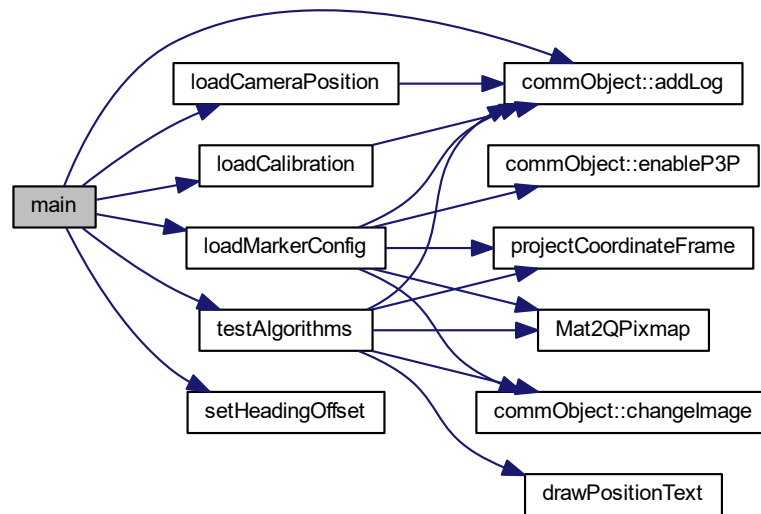 main
loadCameraPosition
loadCalibration
loadMarkerConfig
testAlgorithms
setHeadingOffset
commObject::addLog
commObject::enableP3P
projectCoordinateFrame
Mat2QPixmap
commObject::changeImage
drawPositionText